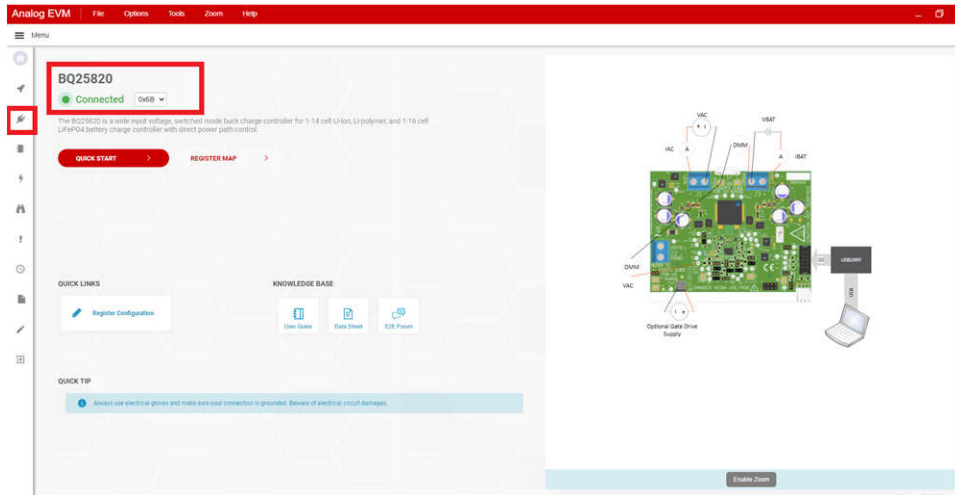 Analog EVM File Options Tools Zoom Help
Menu
BQ25820
Connected 0x6B
The BQ25820 is a wide input voltage, switched mode buck charge controller for 1-14 cell Li-Ion, Li-polymer, and 1-16 cell
LiFePO4 battery charge controller with direct power path control.
QUICK START REGISTER MAP
QUICK LINKS
Register Configuration
KNOWLEDGE BASE
User Guide Data Sheet E2E Forum
QUICK TIP
Always use electrical gloves and make sure your connection is grounded. Beware of electrical circuit damages.
VAC VBAT
IAC A DMM A IBAT
DMM
VAC
I2C USB2ANY
USB
Optional Gate Drive
Supply
Enable Zoom